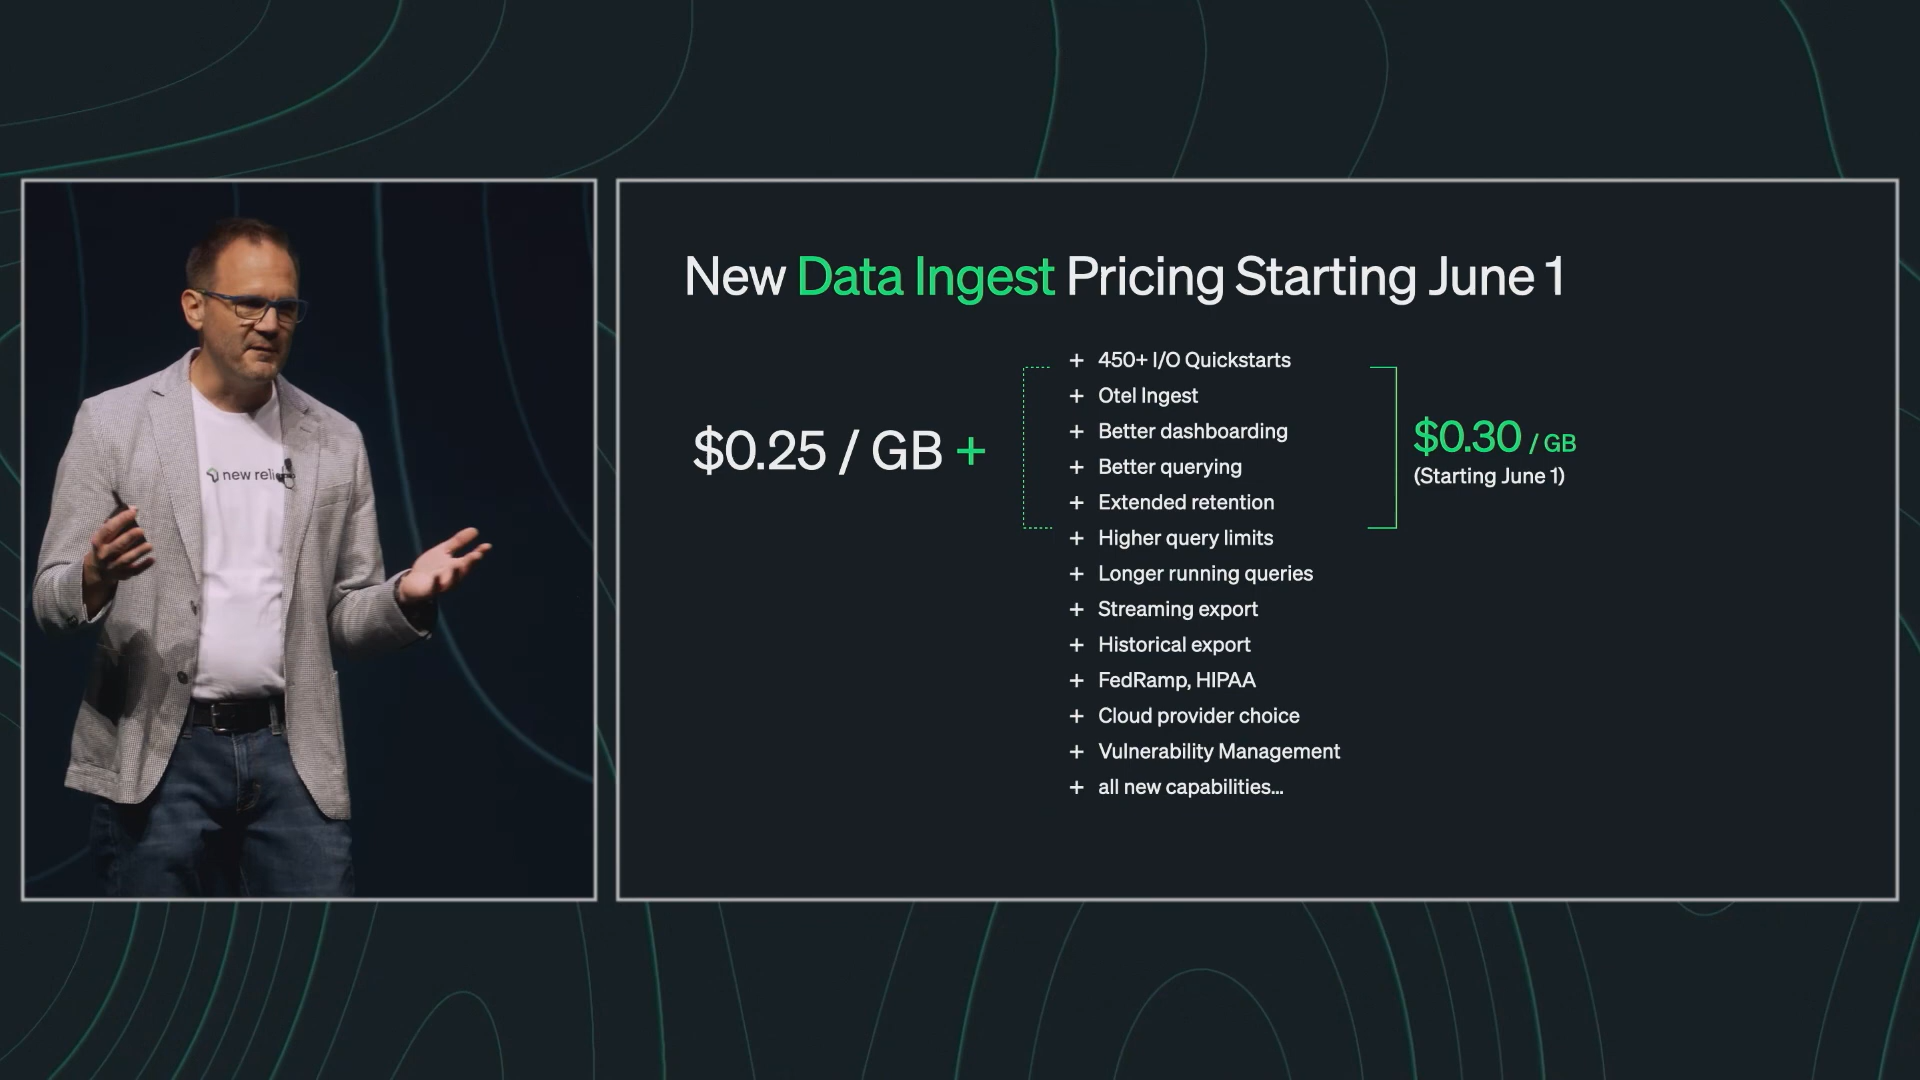 new reli
New Data Ingest Pricing Starting June 1
$0.25 / GB +
+ 450+ I/O Quickstarts
+ Otel Ingest
+ Better dashboarding
+ Better querying
+ Extended retention
+ Higher query limits
+ Longer running queries
+ Streaming export
+ Historical export
+ FedRamp, HIPAA
+ Cloud provider choice
+ Vulnerability Management
+ all new capabilities...
$0.30 / GB
(Starting June 1)